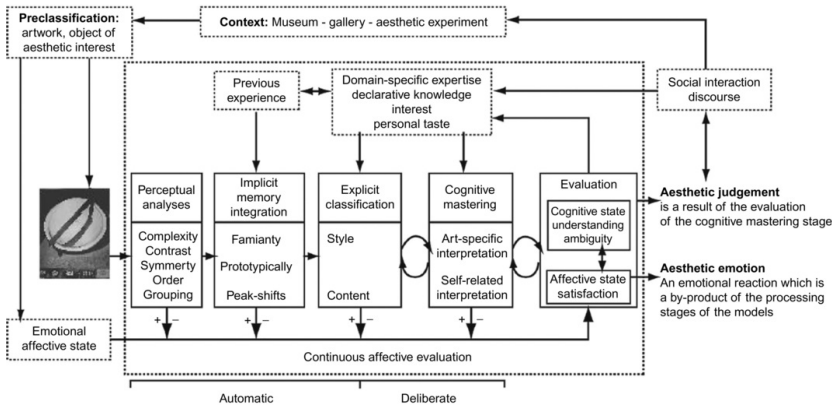 Preclassification:
artwork, object of
aesthetic interest
Context: Museum - gallery - aesthetic experiment
Previous
experience
Domain-specific expertise
declarative knowledge
interest
personal taste
Social interaction
discourse
Perceptual
analyses
Complexity
Contrast
Symmerty
Order
Grouping
Implicit
memory
integration
Famianty
Prototypically
Peak-shifts
Explicit
classification
Style
Content
Cognitive
mastering
Art-specific
interpretation
Self-related
interpretation
Evaluation
Cognitive state
understanding
ambiguity
Affective state
satisfaction
Aesthetic judgement
is a result of the evaluation
of the cognitive mastering stage
Aesthetic emotion
An emotional reaction which is
a by-product of the processing
stages of the models
Emotional
affective state
+ −
+ −
+ −
+ −
Continuous affective evaluation
Automatic
Deliberate